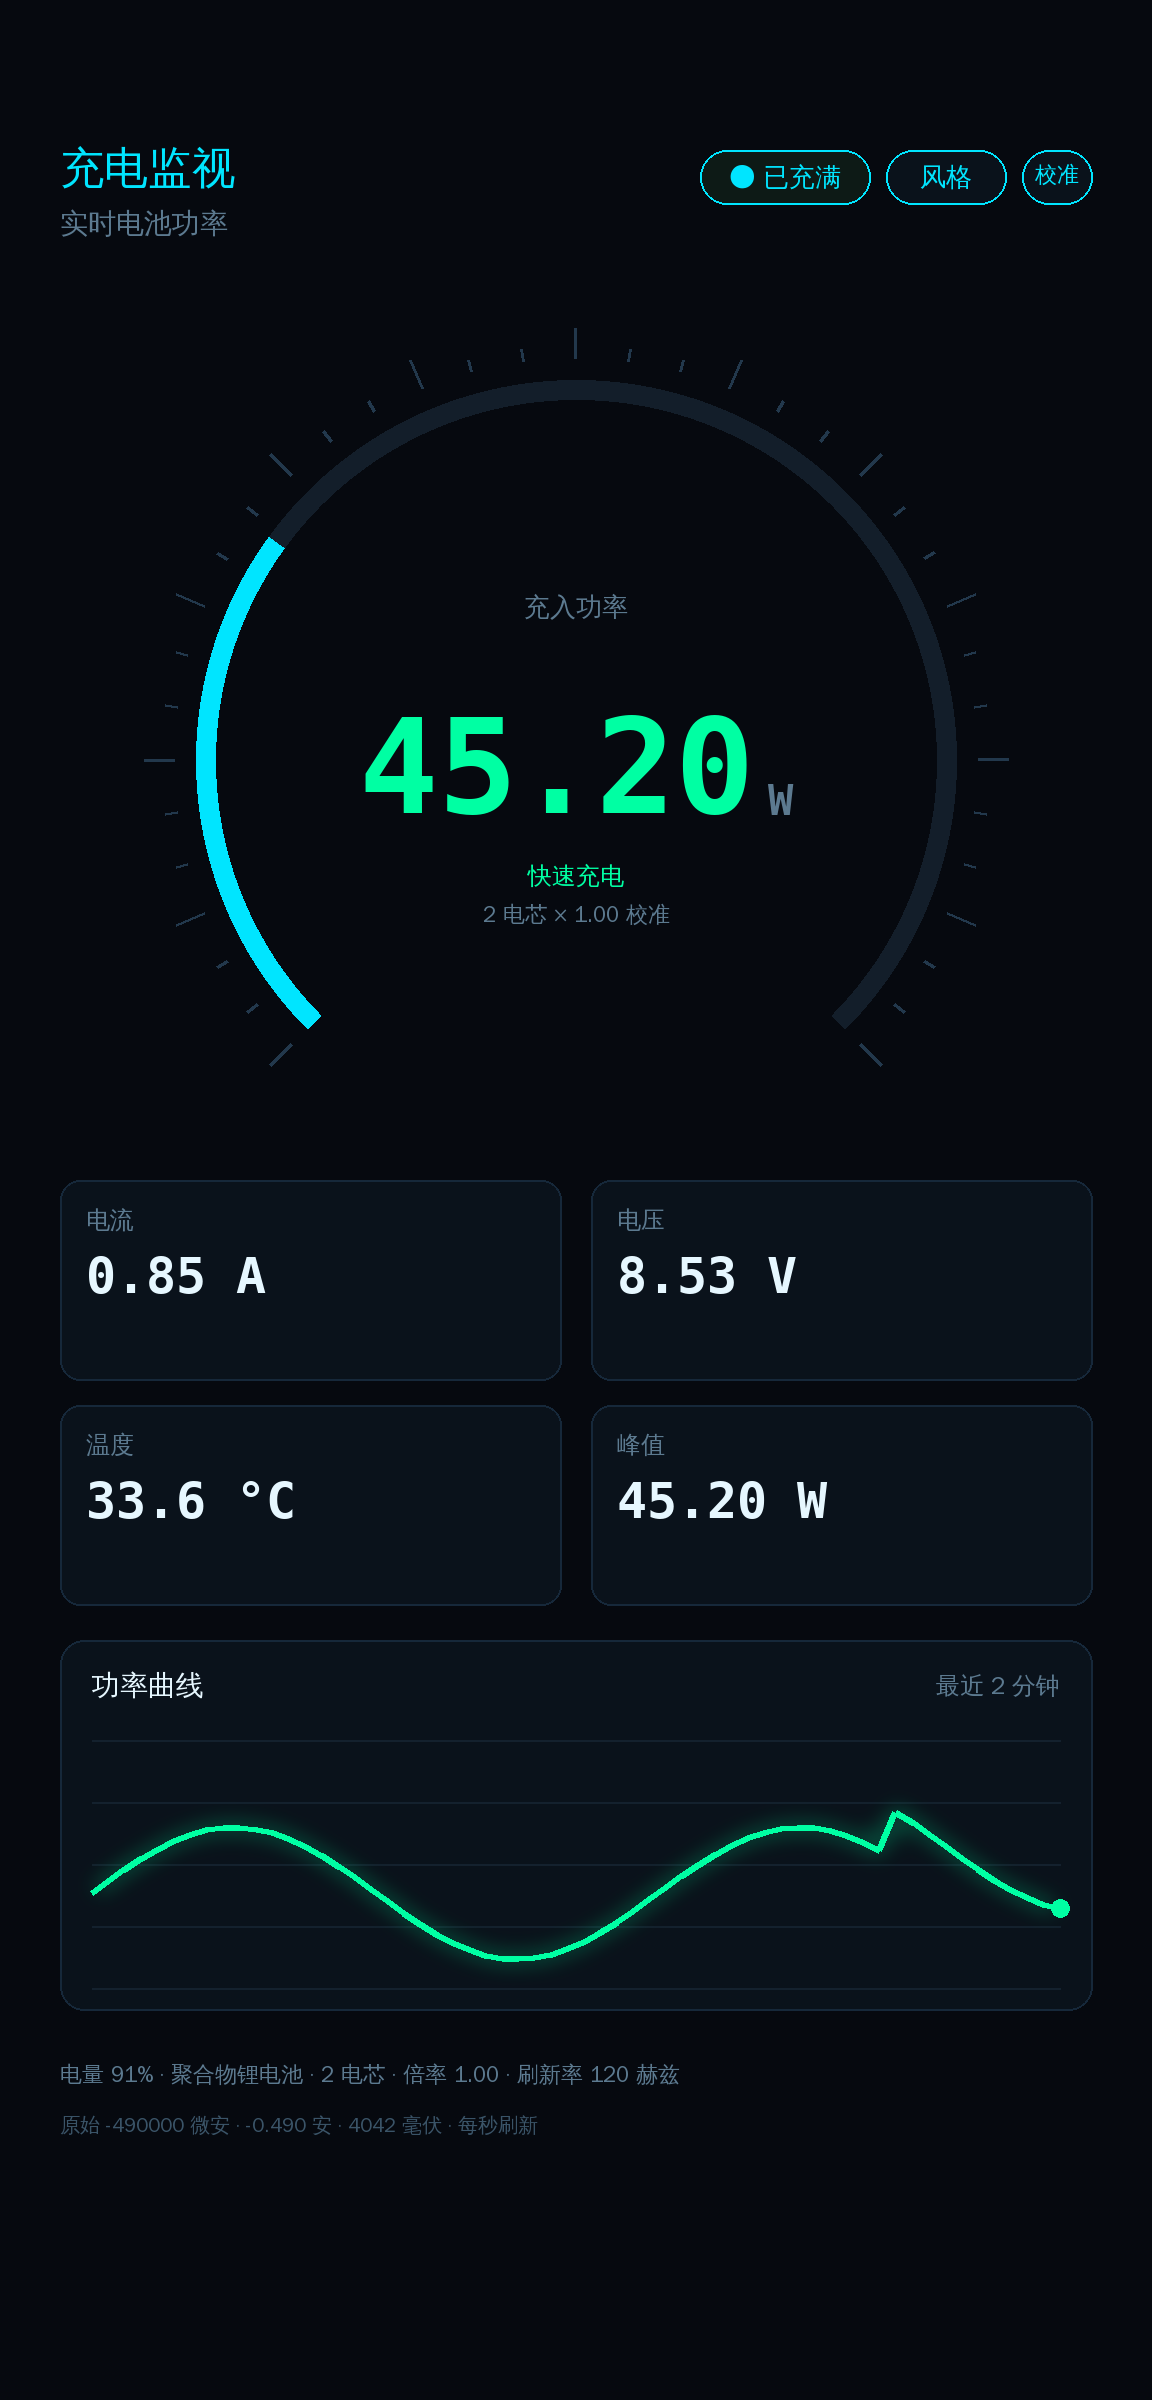 充电监视
已充满
风格
校准
实时电池功率
充入功率
45.20 W
快速充电
2 电芯 × 1.00 校准
电流
0.85 A
电压
8.53 V
温度
33.6 °C
峰值
45.20 W
功率曲线
最近 2 分钟
电量 91% · 聚合物锂电池 · 2 电芯 · 倍率 1.00 · 刷新率 120 赫兹
原始 -490000 微安 · -0.490 安 · 4042 毫伏 · 每秒刷新